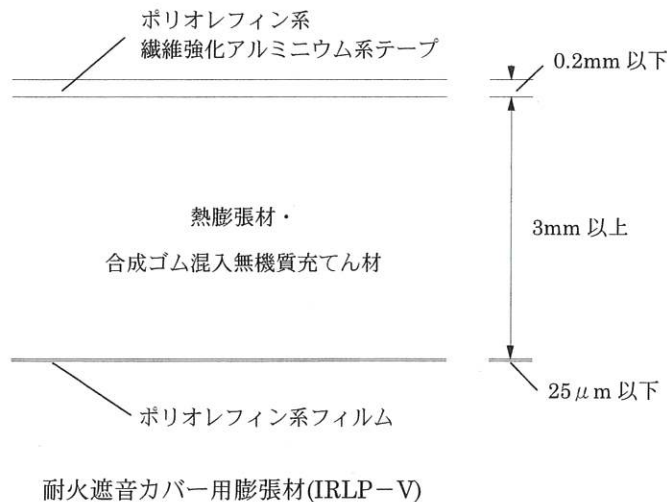 ポリオレフィン系
繊維強化アルミニウム系テープ
0.2mm 以下
熱膨張材・
合成ゴム混入無機質充てん材
3mm 以上
25μm 以下
ポリオレフィン系フィルム
耐火遮音カバー用膨張材(IRLP−V)